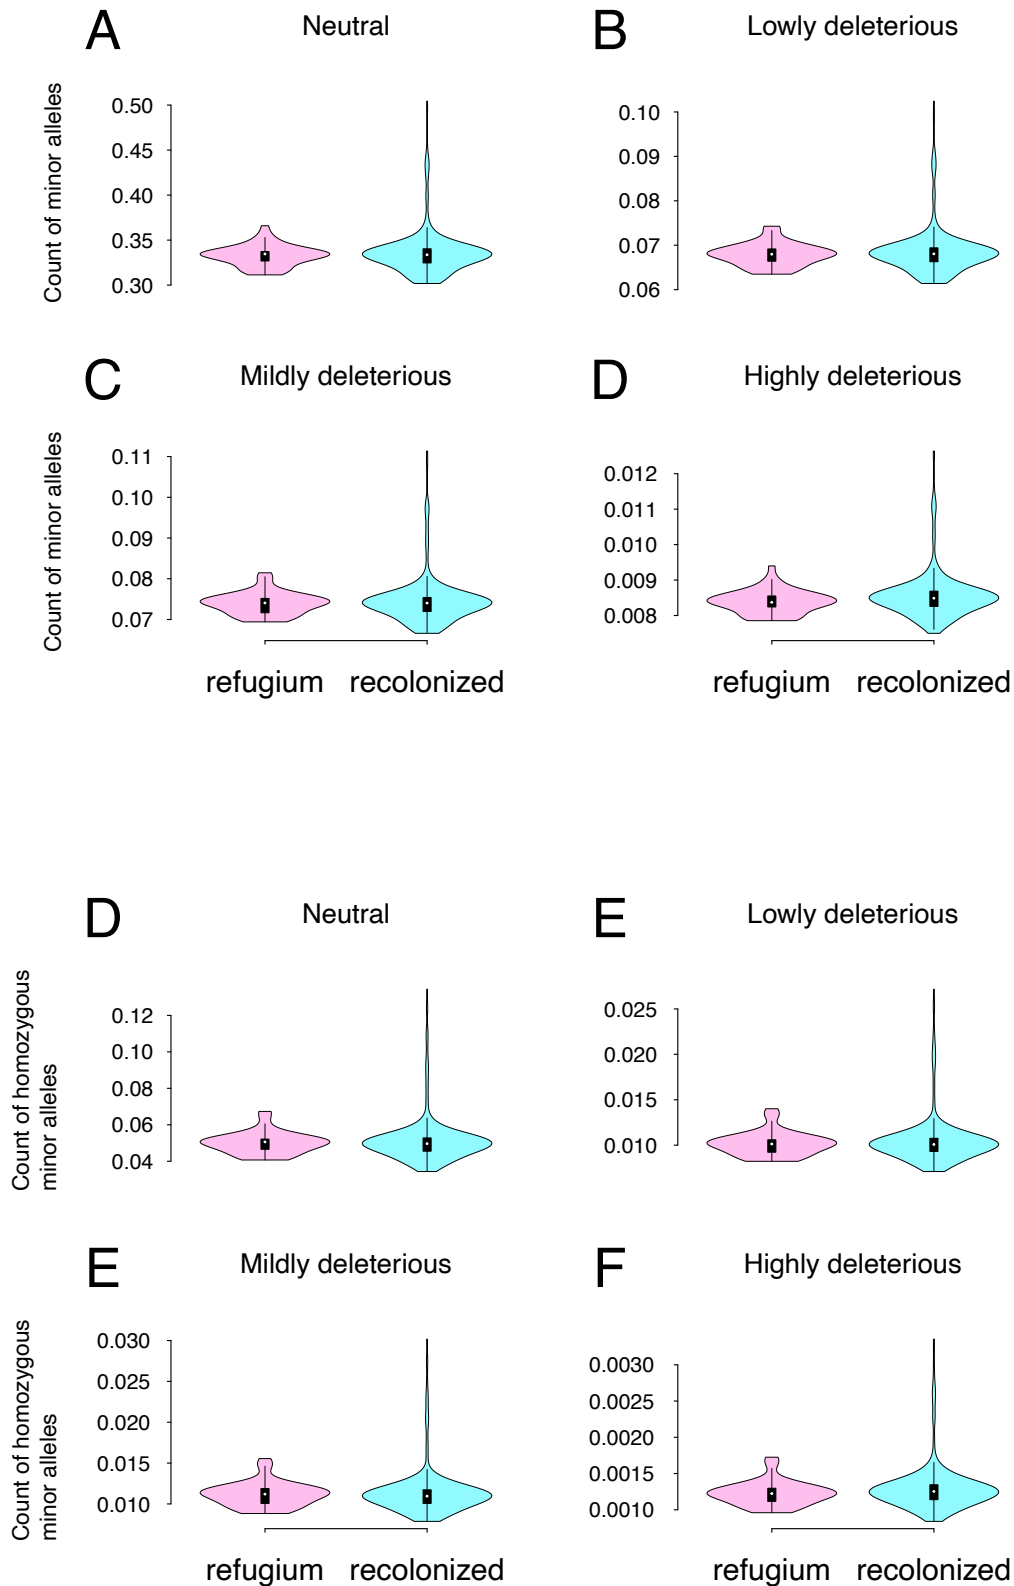 A Neutral
Count of minor alleles
0.50
0.45
0.40
0.35
0.30
B Lowly deleterious
0.10
0.09
0.08
0.07
0.06
C Mildly deleterious
Count of minor alleles
0.11
0.10
0.09
0.08
0.07
refugium recolonized
D Highly deleterious
0.012
0.011
0.010
0.009
0.008
refugium recolonized
D Neutral
Count of homozygous
minor alleles
0.12
0.10
0.08
0.06
0.04
E Lowly deleterious
0.025
0.020
0.015
0.010
E Mildly deleterious
Count of homozygous
minor alleles
0.030
0.025
0.020
0.015
0.010
refugium recolonized
F Highly deleterious
0.0030
0.0025
0.0020
0.0015
0.0010
refugium recolonized